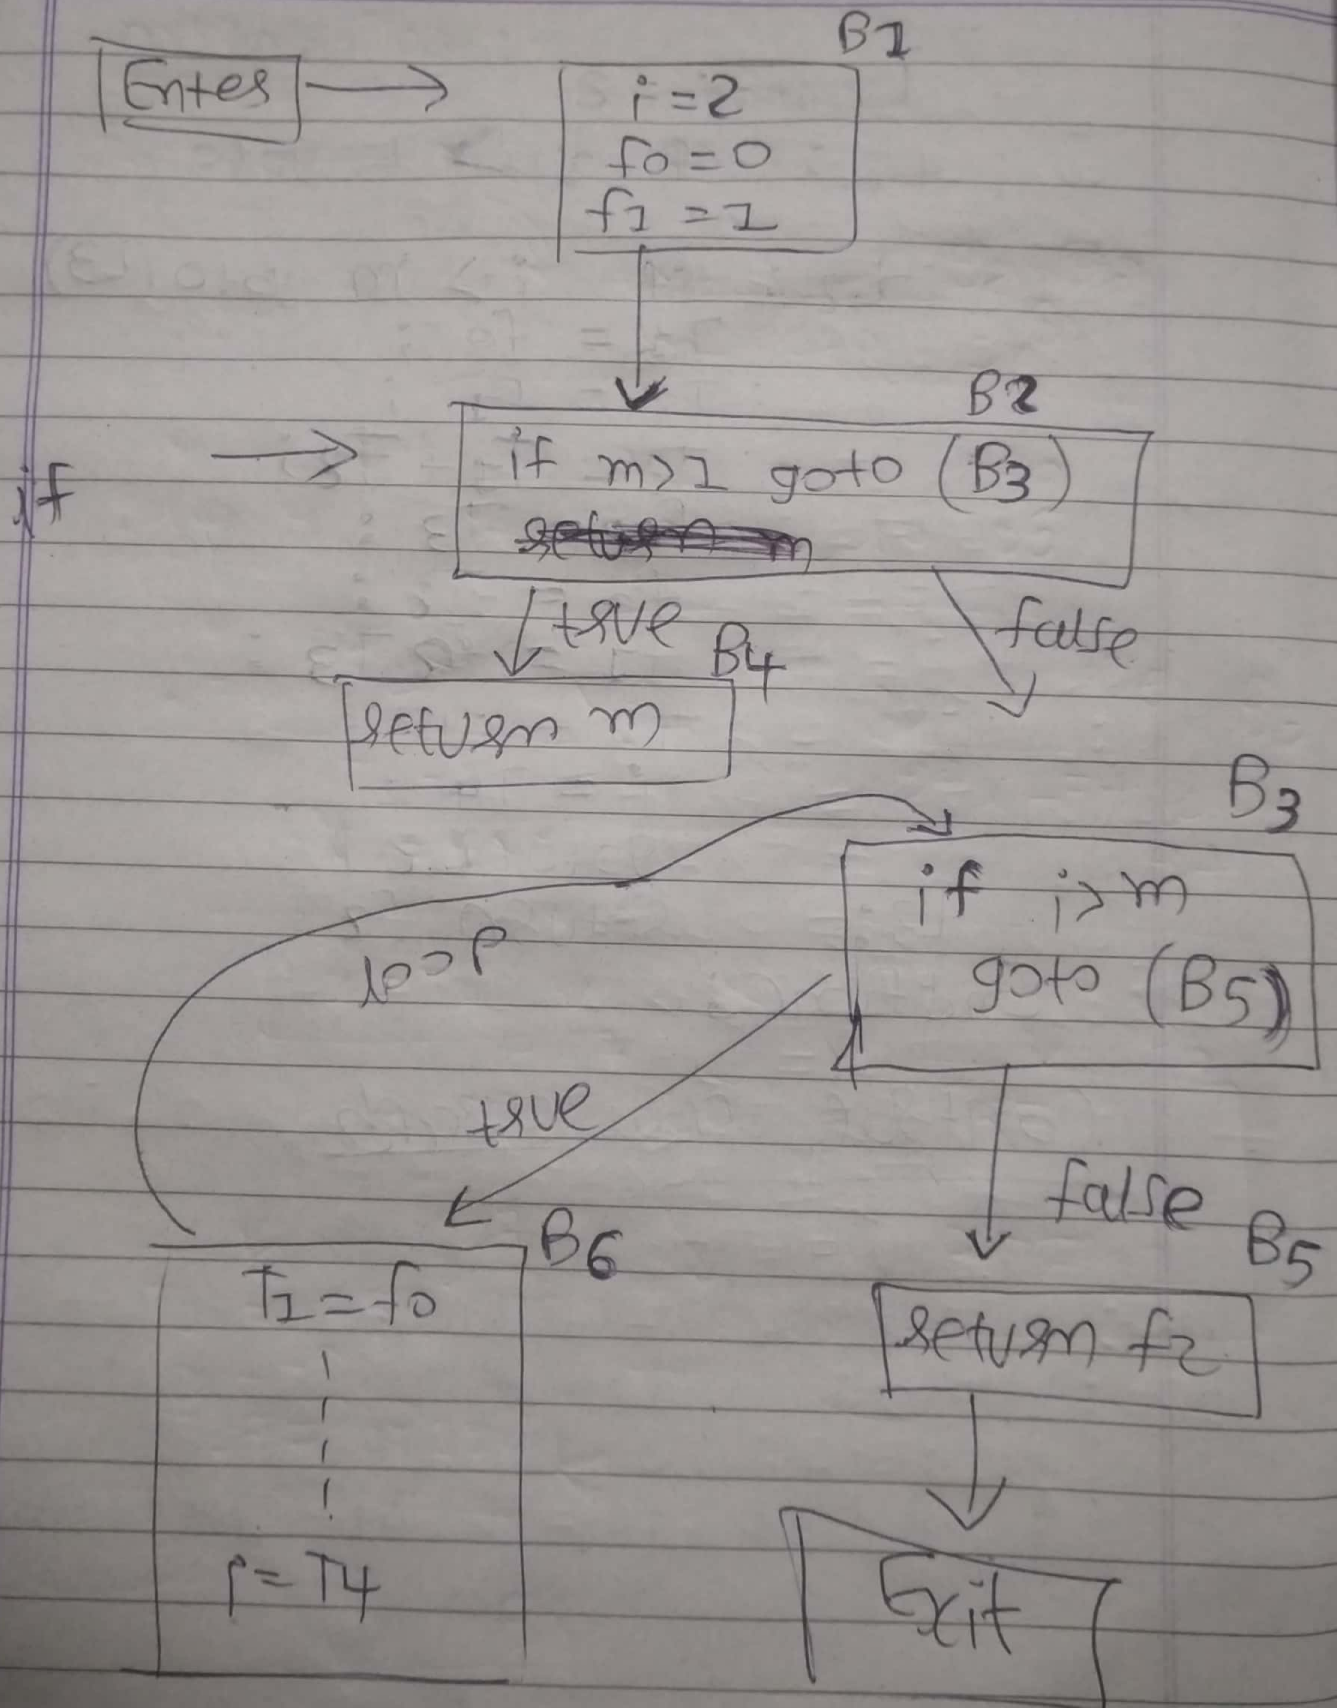 B1
Enter
i = 2
f0 = 0
f1 = 1
B2
if
if m>1 goto (B3)
true
false
B4
return m
B3
if i>m
goto (B5)
loop
true
false
B6
B5
T1 = f0
return f2
i = T4
Exit